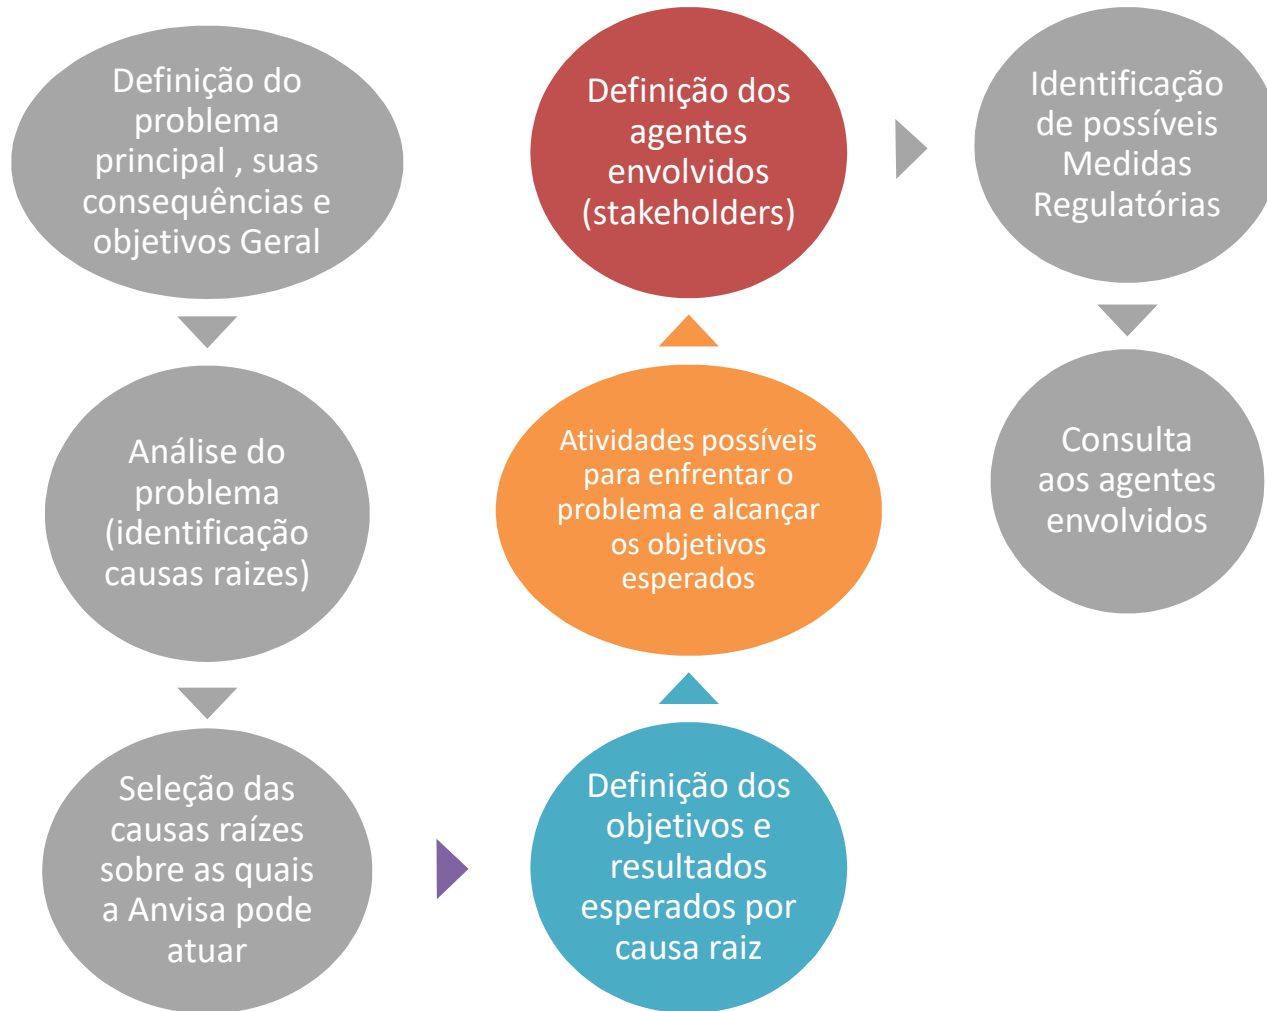 Definição do
problema
principal , suas
consequências e
objetivos Geral
Análise do
problema
(identificação
causas raizes)
Seleção das
causas raízes
sobre as quais
a Anvisa pode
atuar
Definição dos
objetivos e
resultados
esperados por
causa raiz
Atividades possíveis
para enfrentar o
problema e alcançar
os objetivos
esperados
Definição dos
agentes
envolvidos
(stakeholders)
Identificação
de possíveis
Medidas
Regulatórias
Consulta
aos agentes
envolvidos